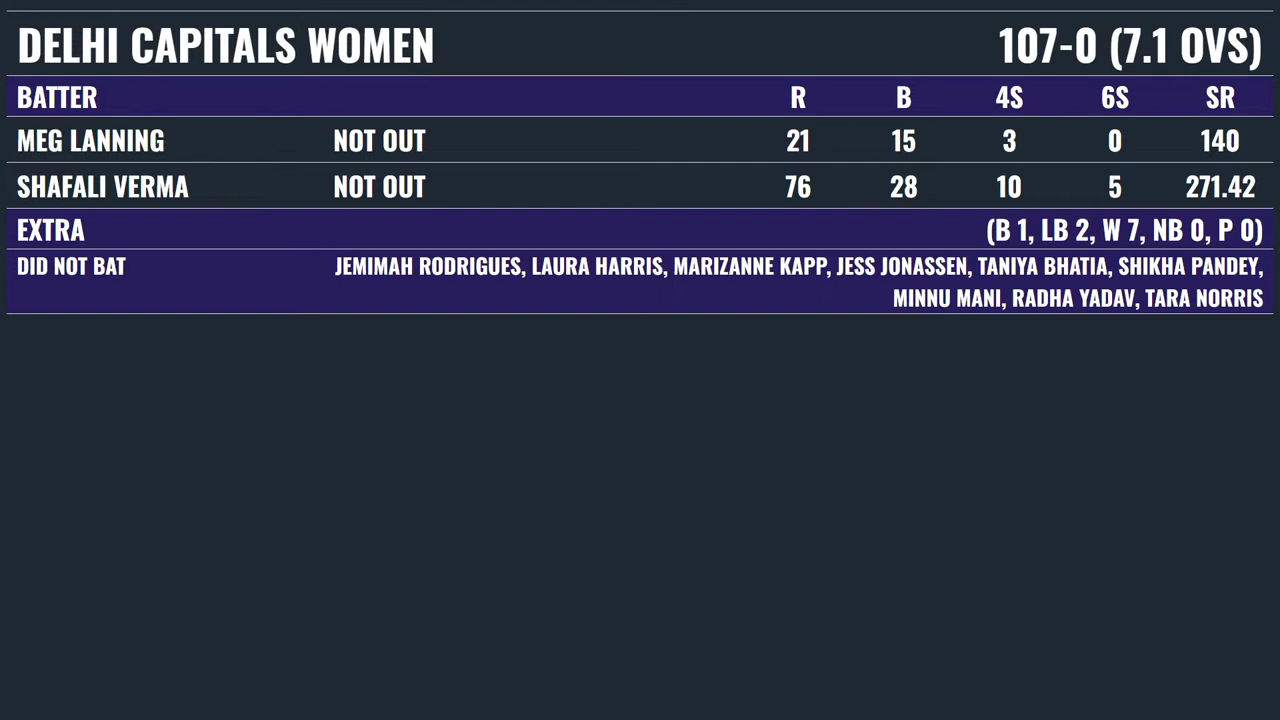 DELHI CAPITALS WOMEN 107-0 (7.1 OVS)
BATTER R B 4S 6S SR
MEG LANNING NOT OUT 21 15 3 0 140
SHAFALI VERMA NOT OUT 76 28 10 5 271.42
EXTRA (B 1, LB 2, W 7, NB 0, P 0)
DID NOT BAT JEMIMAH RODRIGUES, LAURA HARRIS, MARIZANNE KAPP, JESS JONASSEN, TANIYA BHATIA, SHIKHA PANDEY,
MINNU MANI, RADHA YADAV, TARA NORRIS